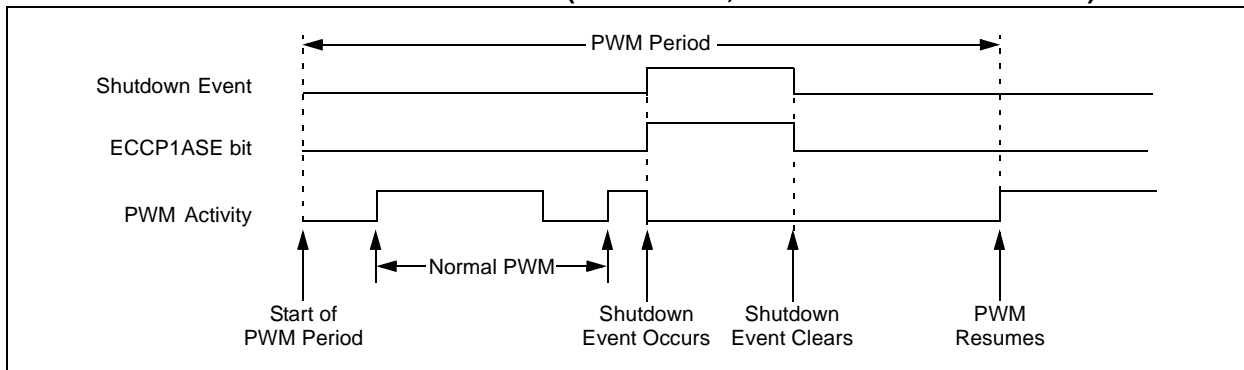 PWM Period
Shutdown Event
ECCP1ASE bit
PWM Activity
Normal PWM
Start of
PWM Period
Shutdown
Event Occurs
Shutdown
Event Clears
PWM
Resumes